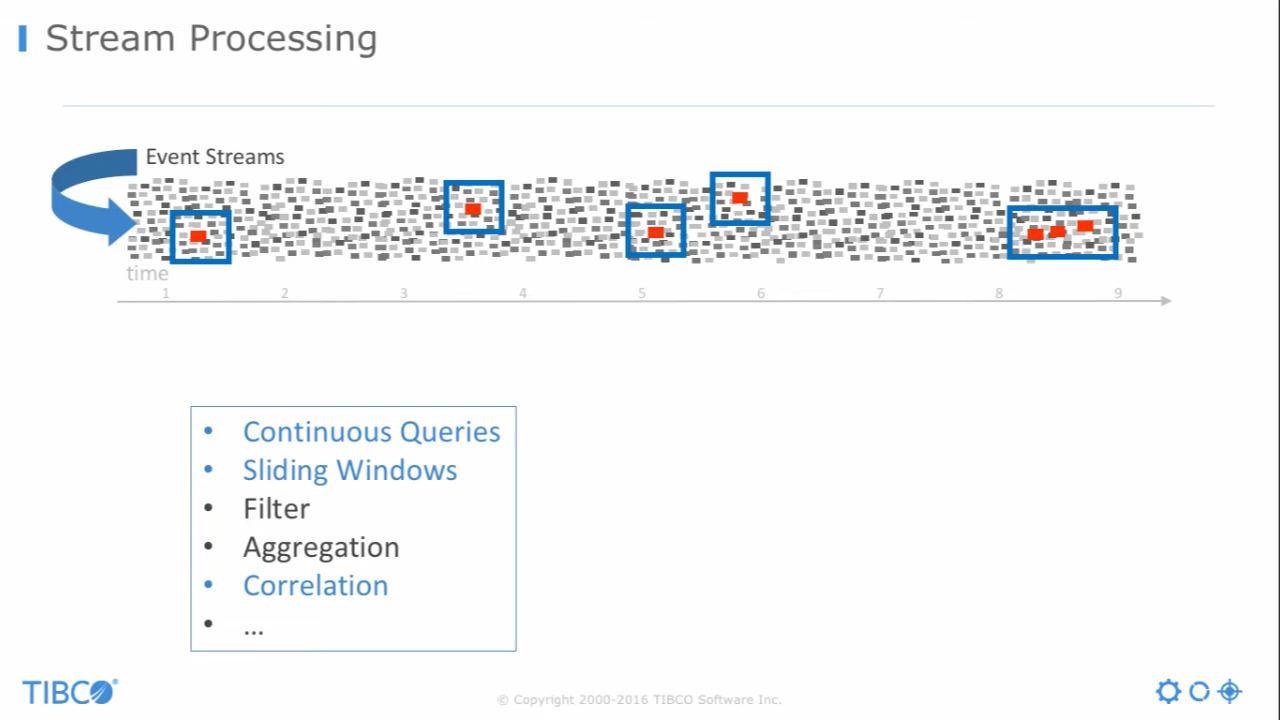 Stream Processing
Event Streams
time
1 2 3 4 5 6 7 8 9
• Continuous Queries
• Sliding Windows
• Filter
• Aggregation
• Correlation
• ...
TIBCO®
© Copyright 2000-2016 TIBCO Software Inc.